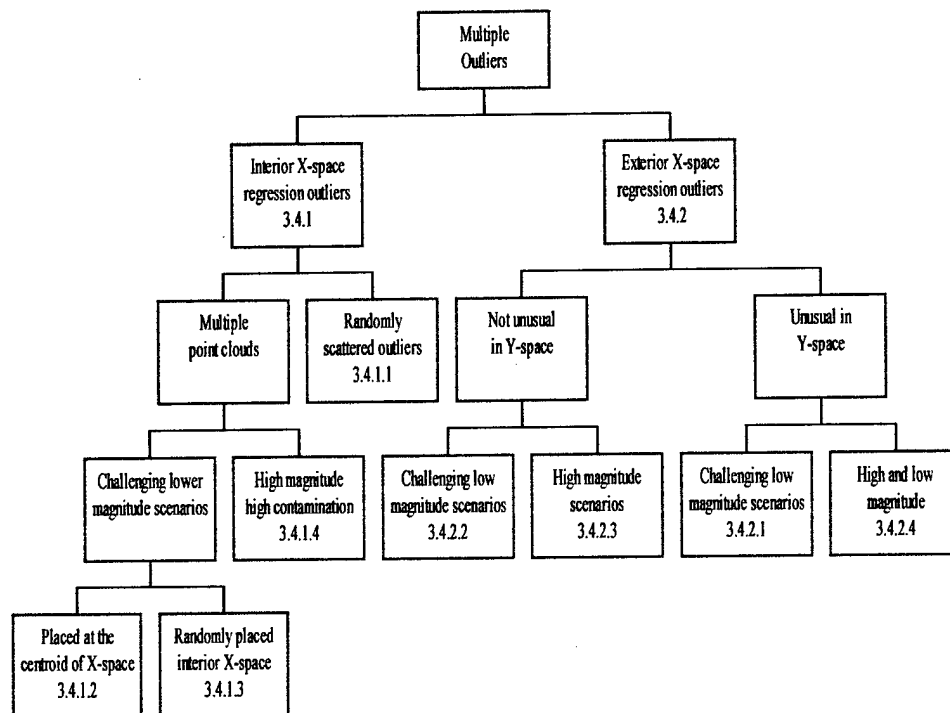 Multiple
Outliers
Interior X-space
regression outliers
3.4.1
Exterior X-space
regression outliers
3.4.2
Multiple
point clouds
Randomly
scattered outliers
3.4.1.1
Not unusual
in Y-space
Unusual in
Y-space
Challenging lower
magnitude scenarios
High magnitude
high contamination
3.4.1.4
Challenging low
magnitude scenarios
3.4.2.2
High magnitude
scenarios
3.4.2.3
Challenging low
magnitude scenarios
3.4.2.1
High and low
magnitude
3.4.2.4
Placed at the
centroid of X-space
3.4.1.2
Randomly placed
interior X-space
3.4.1.3